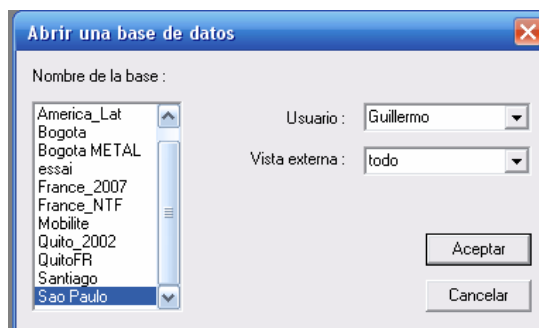 Abrir una base de datos
Nombre de la base :
America_Lat
Bogota
Bogota METAL
essai
France_2007
France_NTF
Mobilite
Quito_2002
QuitoFR
Santiago
Sao Paulo
Usuario : Guillermo
Vista externa : todo
Aceptar
Cancelar